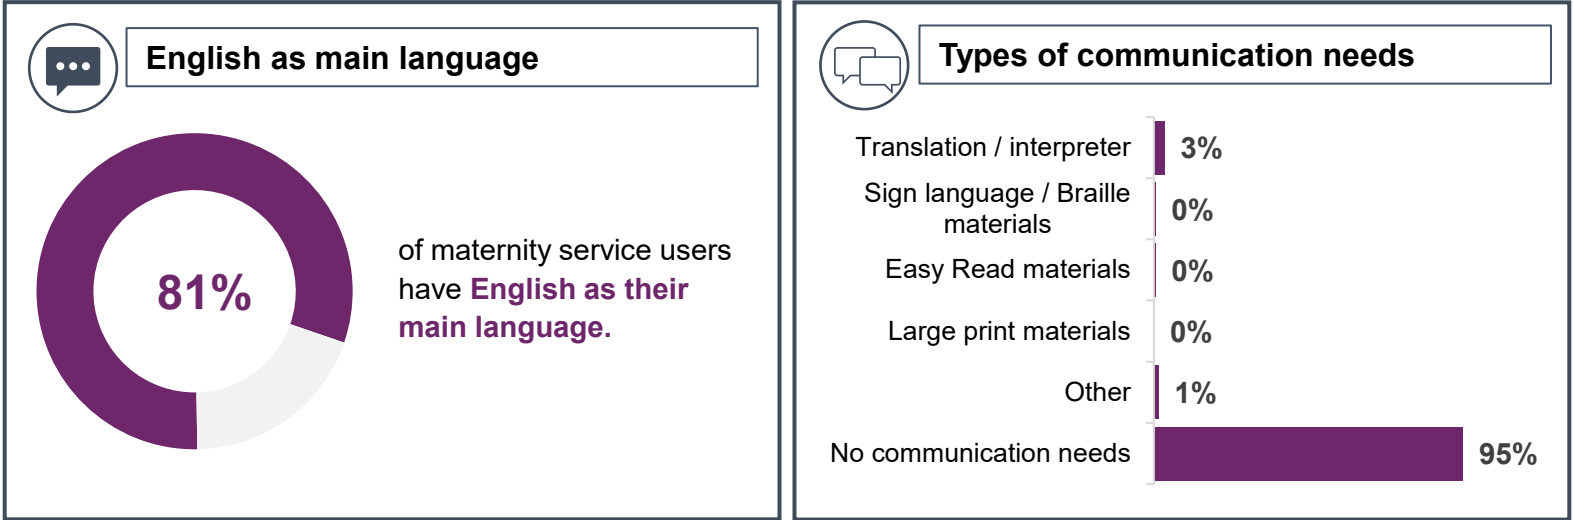 English as main language
81%
of maternity service users
have English as their
main language.
Types of communication needs
Translation / interpreter 3%
Sign language / Braille
materials 0%
Easy Read materials 0%
Large print materials 0%
Other 1%
No communication needs 95%